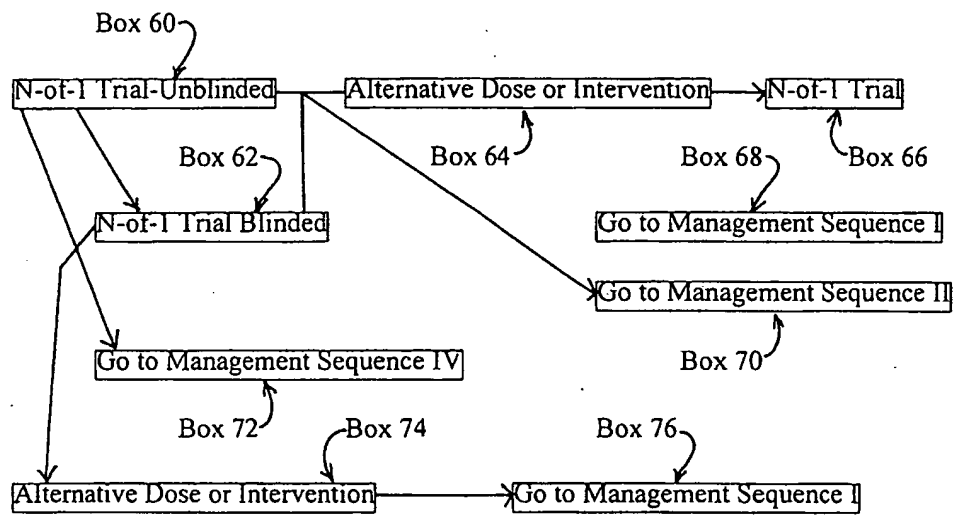 Box 60
N-of-1 Trial-Unblinded
Alternative Dose or Intervention
N-of-1 Trial
Box 62
Box 64
Box 68
Box 66
N-of-1 Trial Blinded
Go to Management Sequence I
Go to Management Sequence II
Go to Management Sequence IV
Box 70
Box 72
Box 74
Box 76
Alternative Dose or Intervention
Go to Management Sequence I